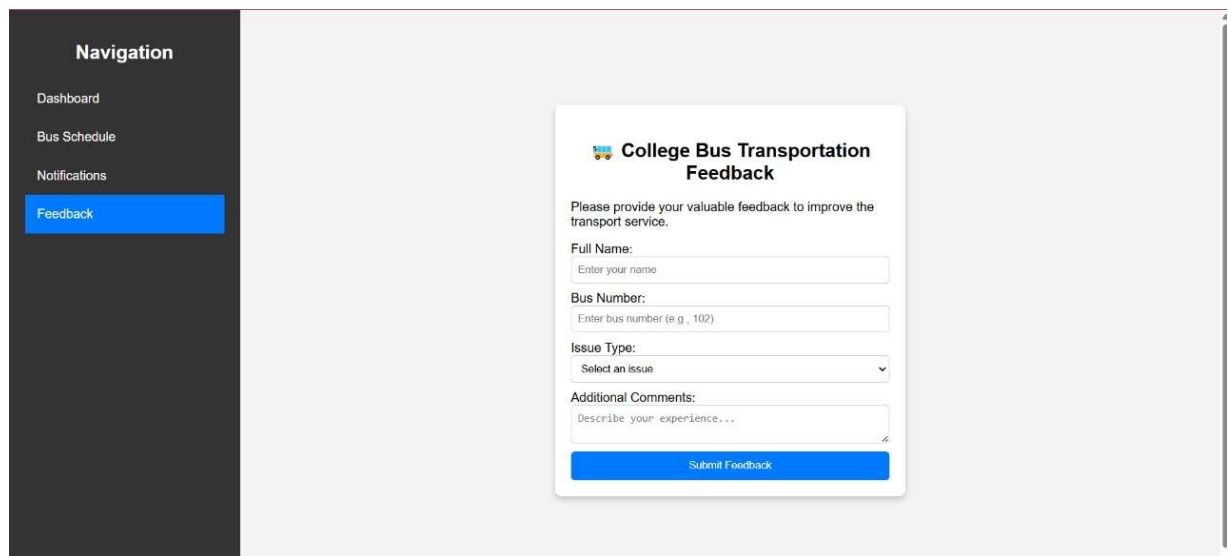 Navigation
Dashboard
Bus Schedule
Notifications
Feedback
College Bus Transportation
Feedback
Please provide your valuable feedback to improve the
transport service.
Full Name:
Enter your name
Bus Number:
Enter bus number (e.g., 102)
Issue Type:
Select an issue
Additional Comments:
Describe your experience...
Submit Feedback